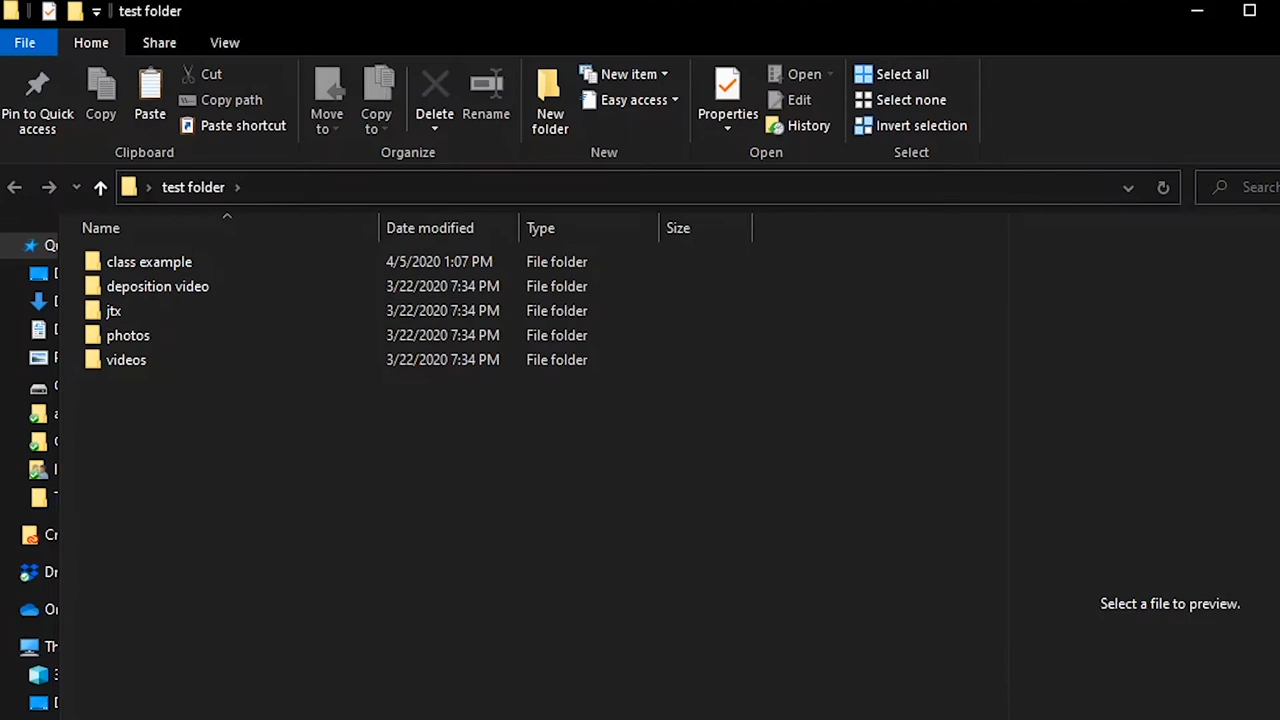 test folder
File Home Share View
Pin to Quick access
Copy
Paste
Cut
Copy path
Paste shortcut
Clipboard
Move to
Copy to
Delete
Rename
Organize
New folder
New item
Easy access
New
Properties
Open
Edit
History
Open
Select all
Select none
Invert selection
Select
test folder
Search
Name Date modified Type Size
class example 4/5/2020 1:07 PM File folder
deposition video 3/22/2020 7:34 PM File folder
jtx 3/22/2020 7:34 PM File folder
photos 3/22/2020 7:34 PM File folder
videos 3/22/2020 7:34 PM File folder
Select a file to preview.